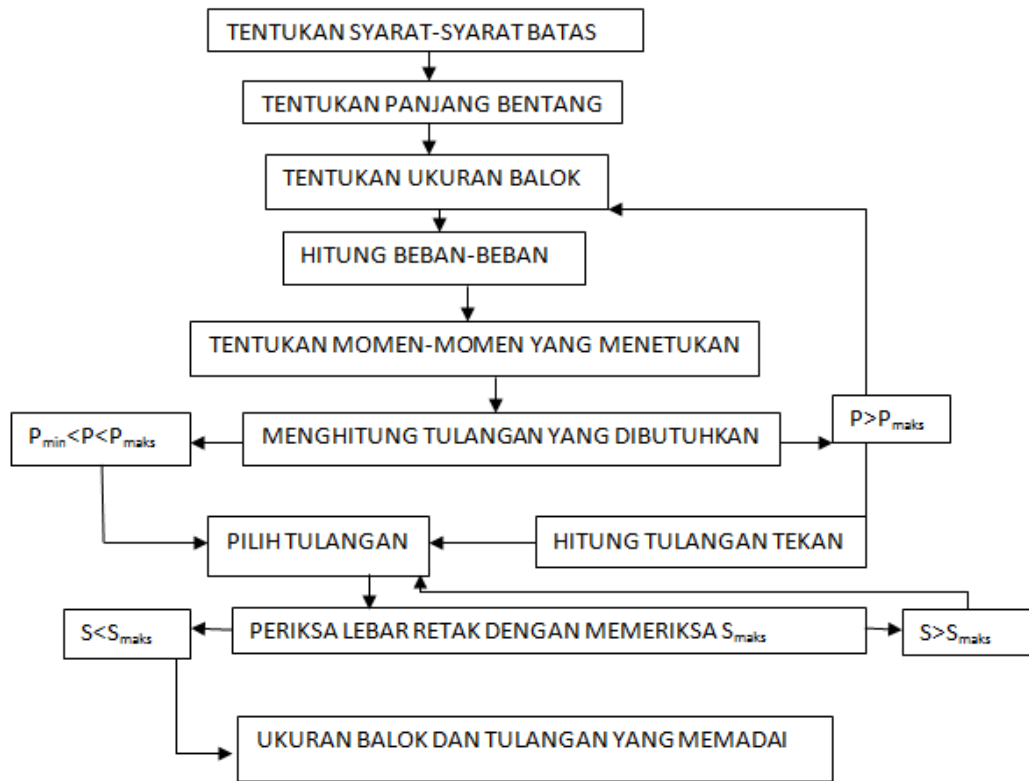 TENTUKAN SYARAT-SYARAT BATAS
TENTUKAN PANJANG BENTANG
TENTUKAN UKURAN BALOK
HITUNG BEBAN-BEBAN
TENTUKAN MOMEN-MOMEN YANG MENETUKAN
P>Pmaks
Pmin<P<Pmaks
MENGHITUNG TULANGAN YANG DIBUTUHKAN
PILIH TULANGAN
HITUNG TULANGAN TEKAN
S<Smaks
PERIKSA LEBAR RETAK DENGAN MEMERIKSA Smaks
S>Smaks
UKURAN BALOK DAN TULANGAN YANG MEMADAI